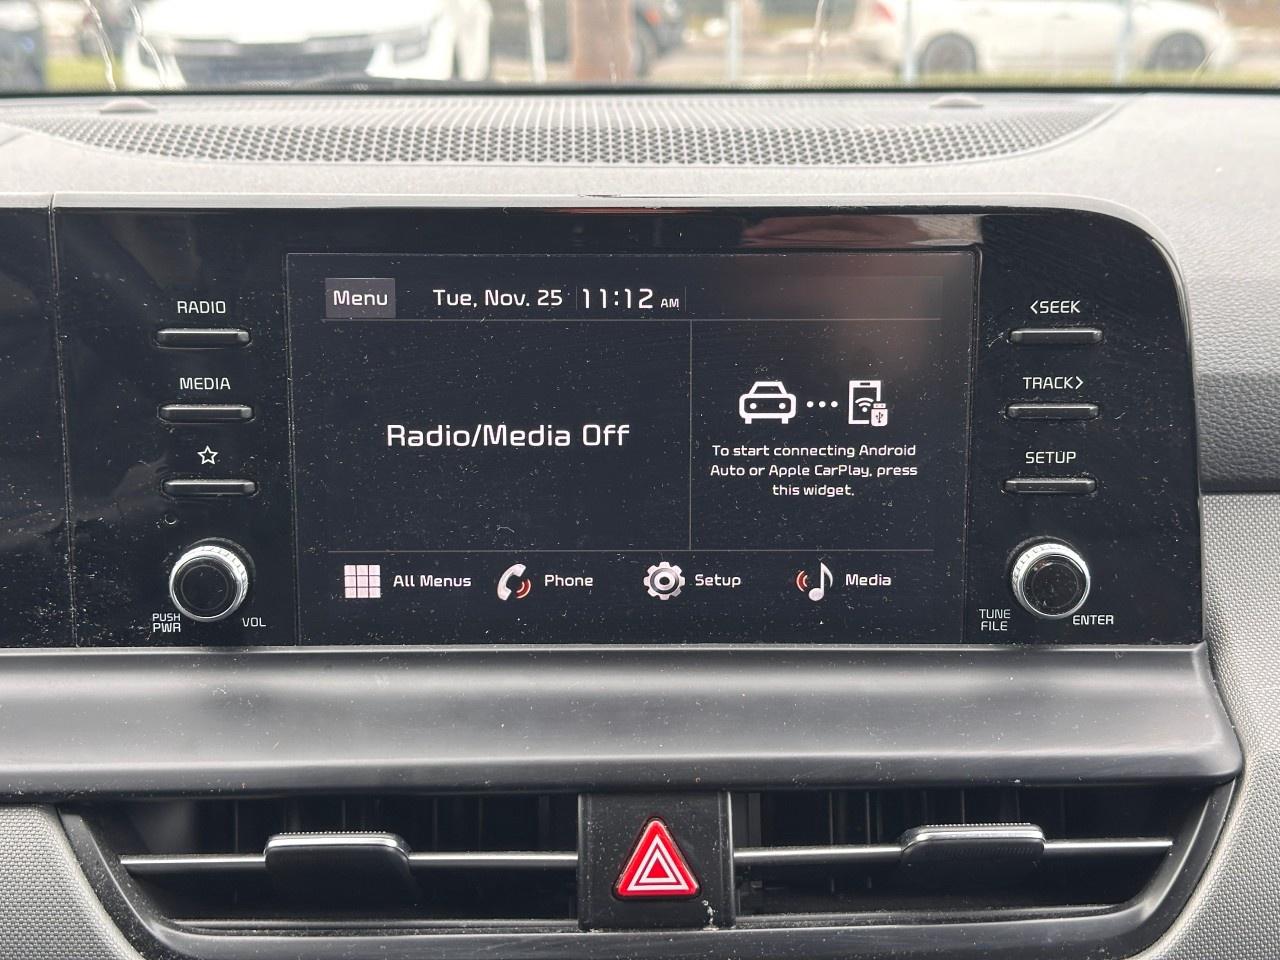 RADIO
MEDIA
PUSH
PWR
VOL
Menu
Tue, Nov. 25
11:12 AM
Radio/Media Off
To start connecting Android
Auto or Apple CarPlay, press
this widget.
All Menus
Phone
Setup
Media
<SEEK
TRACK>
SETUP
TUNE
FILE
ENTER